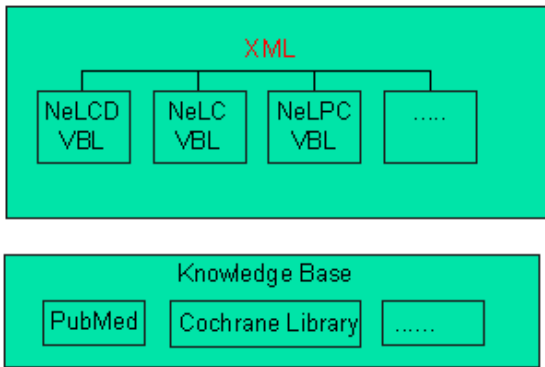 XML
NeLCD NeLC NeLPC .....
VBL VBL VBL
Knowledge Base
PubMed Cochrane Library ......